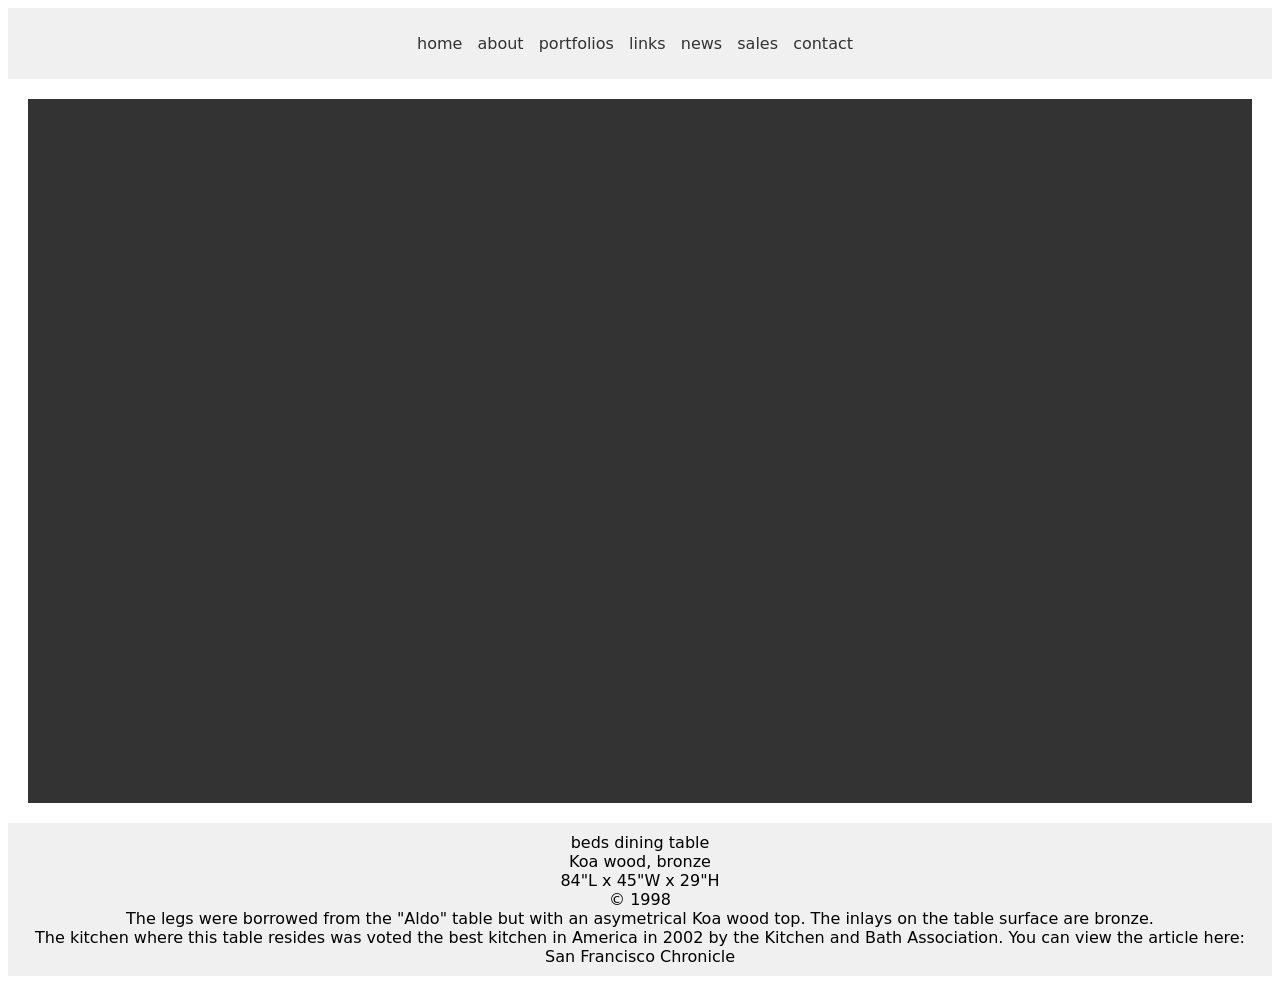 home about portfolios links news sales contact
beds dining table
Koa wood, bronze
84"L x 45"W x 29"H
© 1998
The legs were borrowed from the "Aldo" table but with an asymetrical Koa wood top. The inlays on the table surface are bronze.
The kitchen where this table resides was voted the best kitchen in America in 2002 by the Kitchen and Bath Association. You can view the article here:
San Francisco Chronicle